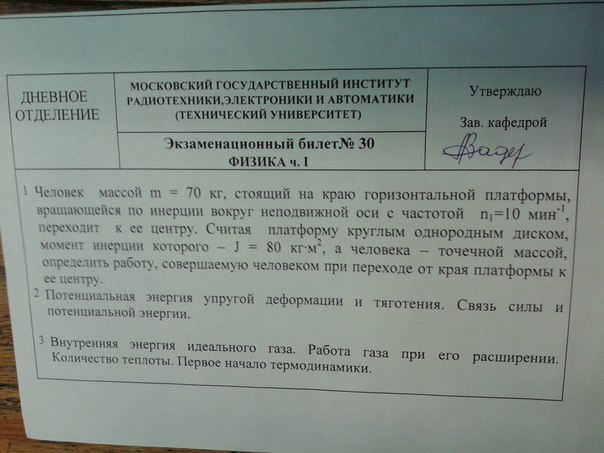 ДНЕВНОЕ
ОТДЕЛЕНИЕ
МОСКОВСКИЙ ГОСУДАРСТВЕННЫЙ ИНСТИТУТ
РАДИОТЕХНИКИ,ЭЛЕКТРОНИКИ И АВТОМАТИКИ
(ТЕХНИЧЕСКИЙ УНИВЕРСИТЕТ)
Экзаменационный билет№ 30
ФИЗИКА ч. I
Утверждаю
Зав. кафедрой
1 Человек массой m = 70 кг, стоящий на краю горизонтальной платформы,
вращающейся по инерции вокруг неподвижной оси с частотой n₁=10 мин⁻¹,
переходит к ее центру. Считая платформу круглым однородным диском,
момент инерции которого – J = 80 кг·м², а человека – точечной массой,
определить работу, совершаемую человеком при переходе от края платформы к
ее центру.
2 Потенциальная энергия упругой деформации и тяготения. Связь силы и
потенциальной энергии.
3 Внутренняя энергия идеального газа. Работа газа при его расширении.
Количество теплоты. Первое начало термодинамики.